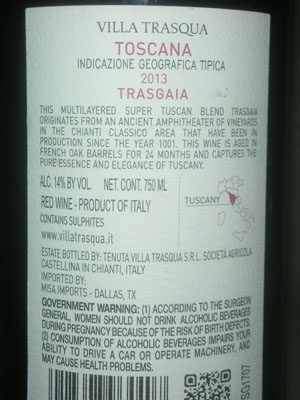 VILLA TRASQUA
TOSCANA
INDICAZIONE GEOGRAFICA TIPICA
2013
TRASGAIA
THIS MULTILAYERED SUPER TUSCAN BLEND TRASGAIA
ORIGINATES FROM AN ANCIENT AMPHITEATER OF VINEYARDS
IN THE CHIANTI CLASSICO AREA THAT HAVE BEEN IN
PRODUCTION SINCE THE YEAR 1001. THIS WINE IS AGED IN
FRENCH OAK BARRELS FOR 24 MONTHS AND CAPTURES THE
PURE ESSENCE AND ELEGANCE OF TUSCANY.
ALC. 14% BY VOL. NET. CONT. 750 ML
RED WINE - PRODUCT OF ITALY
CONTAINS SULPHITES
www.villatrasqua.it
TUSCANY
ESTATE BOTTLED BY: TENUTA VILLA TRASQUA S.R.L. SOCIETÀ AGRICOLA
CASTELLINA IN CHIANTI, ITALY
IMPORTED BY:
MISA IMPORTS - DALLAS, TX
GOVERNMENT WARNING: (1) ACCORDING TO THE SURGEON
GENERAL, WOMEN SHOULD NOT DRINK ALCOHOLIC BEVERAGES
DURING PREGNANCY BECAUSE OF THE RISK OF BIRTH DEFECTS.
(2) CONSUMPTION OF ALCOHOLIC BEVERAGES IMPAIRS YOUR
ABILITY TO DRIVE A CAR OR OPERATE MACHINERY, AND
MAY CAUSE HEALTH PROBLEMS.
SG1707